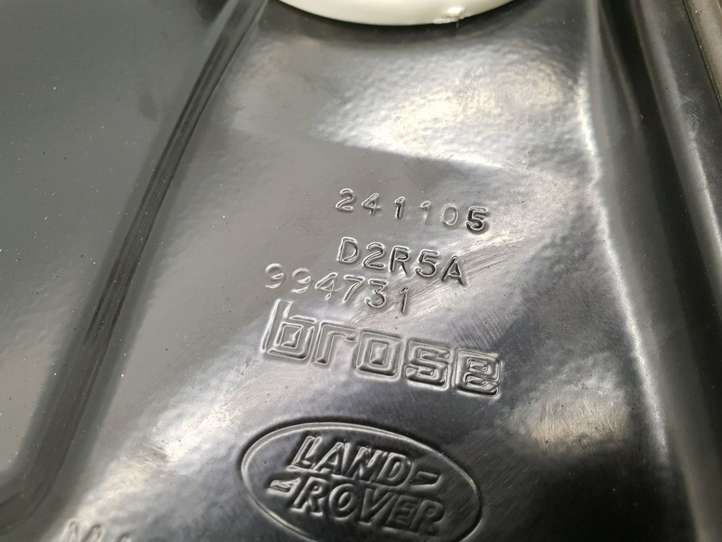 241105
D2R5A
994731
brose
LAND-
-ROVER